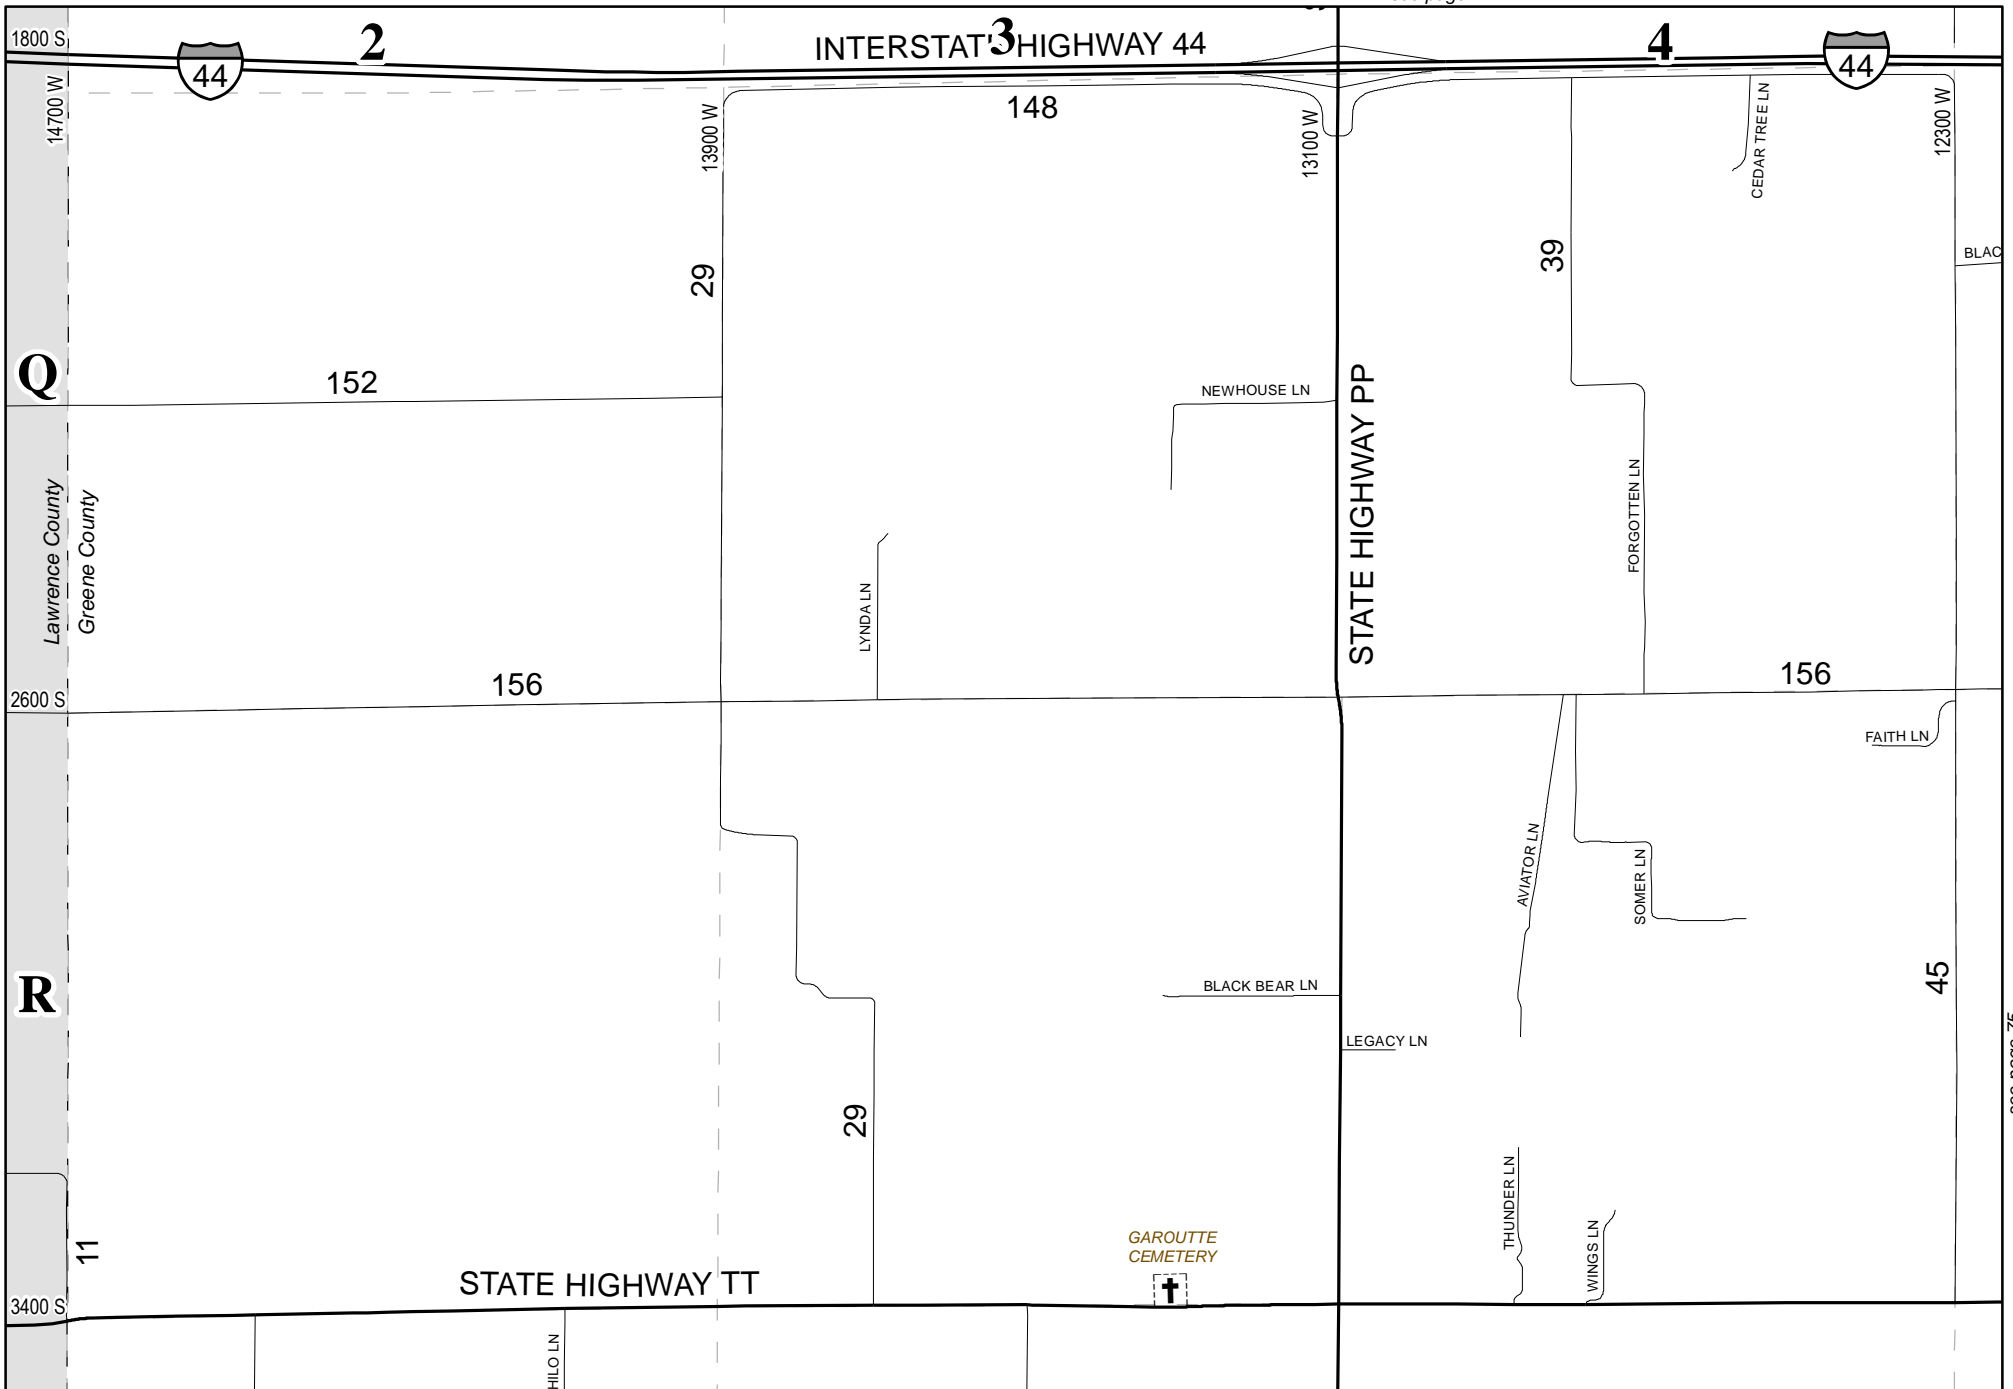 1800 S
2
3
INTERSTATE HIGHWAY 44
4
44
44
148
14700 W
13900 W
13100 W
12300 W
CEDAR TREE LN
29
39
BLAC
Q
152
NEWHOUSE LN
STATE HIGHWAY PP
Lawrence County
Greene County
FORGOTTEN LN
LYNDA LN
156
156
2600 S
FAITH LN
AVIATOR LN
SOMER LN
R
BLACK BEAR LN
45
LEGACY LN
29
THUNDER LN
WINGS LN
GAROUTTE
CEMETERY
11
STATE HIGHWAY TT
3400 S
HILO LN